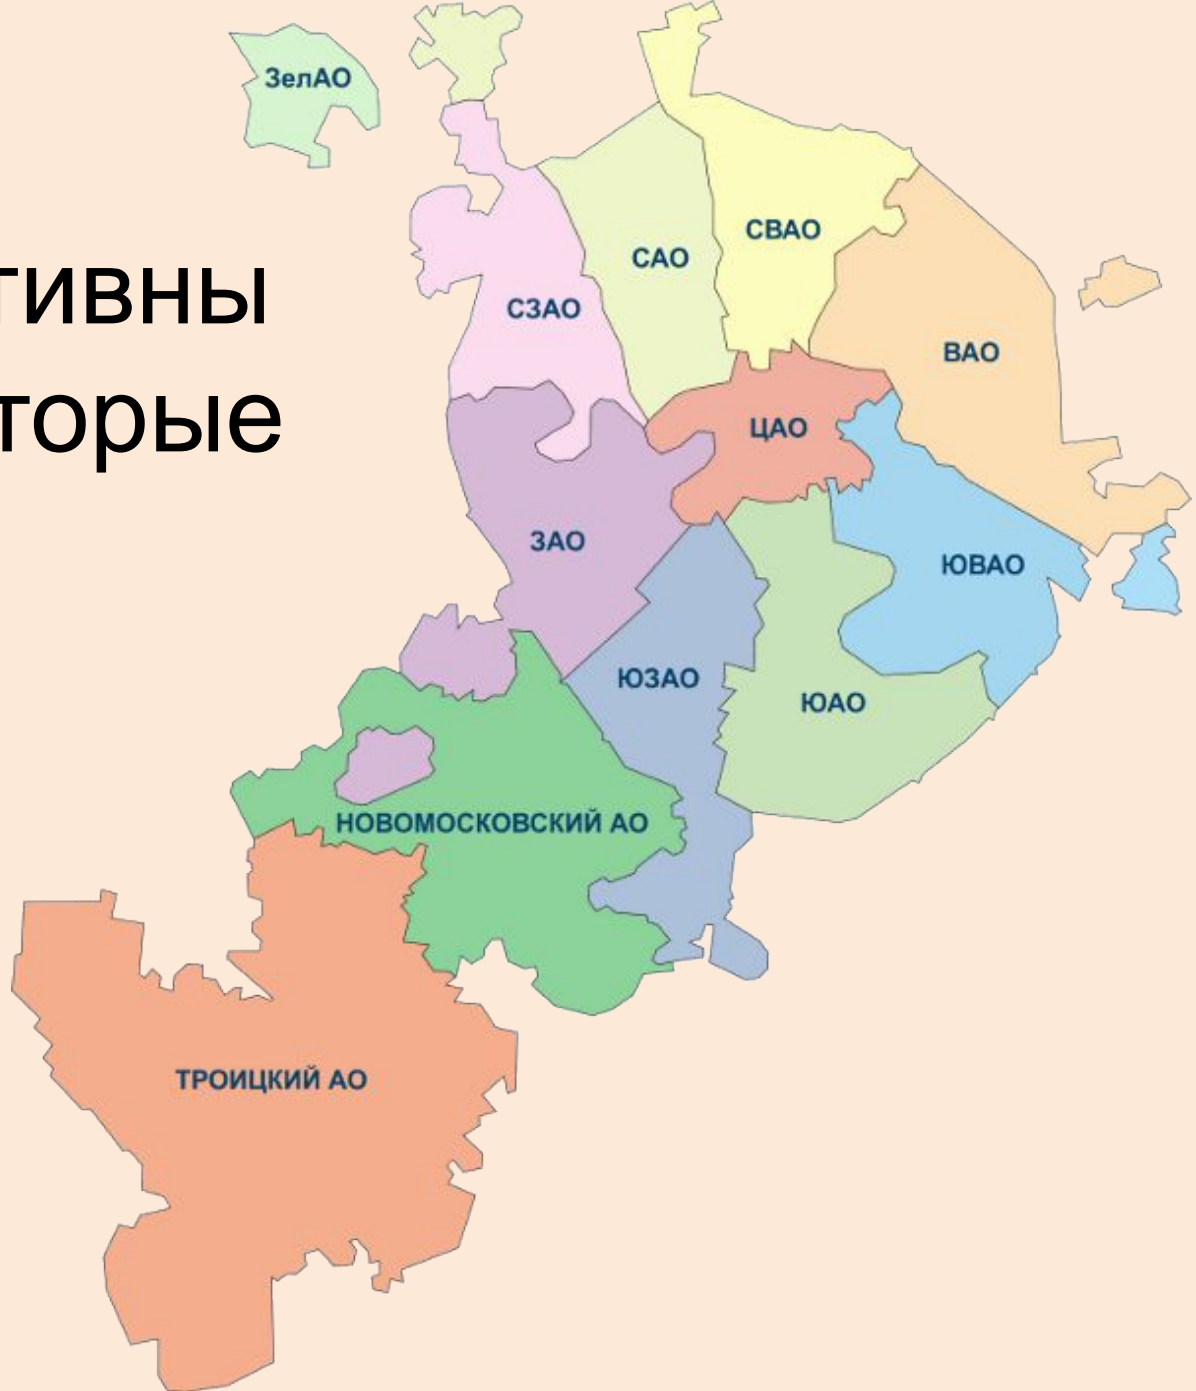 ЗелАО
СВАО
САО
тивны
СЗАО
ВАО
торые
ЦАО
ЗАО
ЮВАО
ЮЗАО
ЮАО
НОВОМОСКОВСКИЙ АО
ТРОИЦКИЙ АО